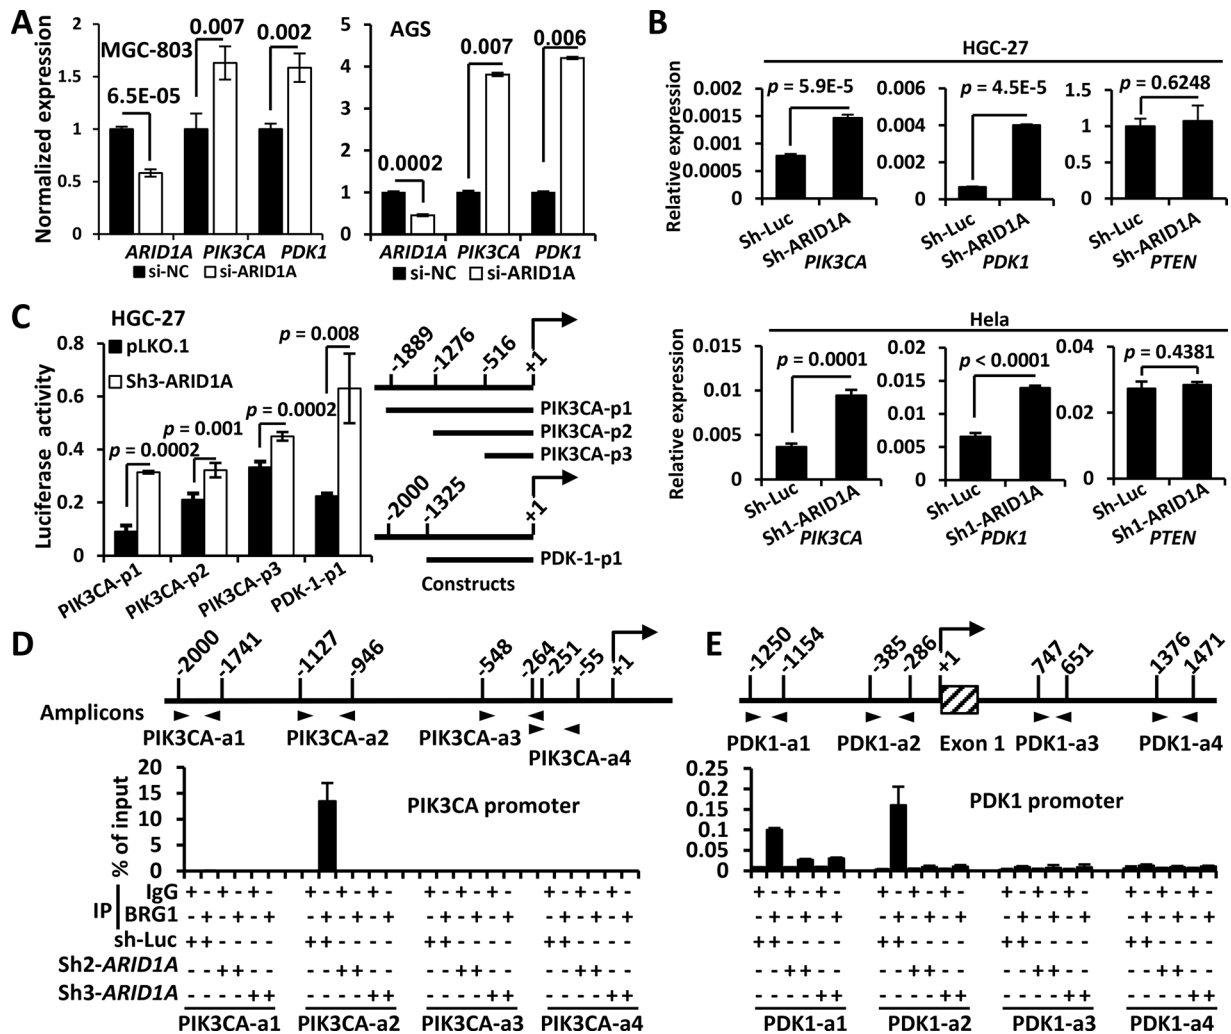 A
MGC-803
Normalized expression
2
1.5
1
0.5
0
6.5E-05
0.007
0.002
ARID1A PIK3CA PDK1
si-NC si-ARID1A
AGS
5
4
3
2
1
0
0.0002
0.007
0.006
ARID1A PIK3CA PDK1
si-NC si-ARID1A
B
HGC-27
Relative expression
0.002
0.0015
0.001
0.0005
0
p = 5.9E-5
Sh-Luc
Sh-ARID1A
PIK3CA
0.006
0.004
0.002
0
p = 4.5E-5
Sh-Luc
Sh-ARID1A
PDK1
1.5
1
0.5
0
p = 0.6248
Sh-Luc
Sh-ARID1A
PTEN
Hela
Relative expression
0.015
0.01
0.005
0
p = 0.0001
Sh-Luc
Sh1-ARID1A
PIK3CA
0.02
0.015
0.01
0.005
0
p < 0.0001
Sh-Luc
Sh1-ARID1A
PDK1
0.04
0.02
0
p = 0.4381
Sh-Luc
Sh1-ARID1A
PTEN
C
HGC-27
pLKO.1
Sh3-ARID1A
Luciferase activity
0.8
0.6
0.4
0.2
0
p = 0.0002
p = 0.001
p = 0.0002
p = 0.008
PIK3CA-p1
PIK3CA-p2
PIK3CA-p3
PDK-1-p1
-1889
-1276
-516
+1
PIK3CA-p1
PIK3CA-p2
PIK3CA-p3
-2000
-1325
+1
PDK-1-p1
Constructs
D
-2000
-1741
-1127
-946
-548
-264
-251
-55
+1
Amplicons
PIK3CA-a1
PIK3CA-a2
PIK3CA-a3
PIK3CA-a4
% of input
20
15
10
5
0
PIK3CA promoter
IP
IgG + - + - + - + - + - + - + - + - + - + - + - + -
BRG1 - + - + - + - + - + - + - + - + - + - + - + - +
sh-Luc + + - - - - + + - - - - + + - - - - + + - - - -
Sh2-ARID1A - - + + - - - - + + - - - - + + - - - - + + - -
Sh3-ARID1A - - - - + + - - - - + + - - - - + + - - - - + +
PIK3CA-a1 PIK3CA-a2 PIK3CA-a3 PIK3CA-a4
E
-1250
-1154
-385
-286
+1
747
651
1376
1471
PDK1-a1
PDK1-a2
Exon 1
PDK1-a3
PDK1-a4
0.25
0.2
0.15
0.1
0.05
0
PDK1 promoter
+ - + - + - + - + - + - + - + - + - + - + - + -
- + - + - + - + - + - + - + - + - + - + - + - +
+ + - - - - + + - - - - + + - - - - + + - - - -
- - + + - - - - + + - - - - + + - - - - + + - -
- - - - + + - - - - + + - - - - + + - - - - + +
PDK1-a1 PDK1-a2 PDK1-a3 PDK1-a4